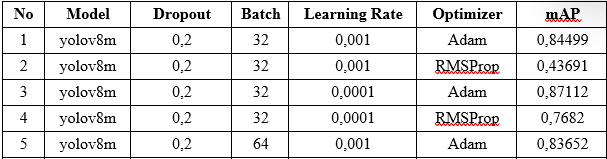 No Model Dropout Batch Learning Rate Optimizer mAP
1 yolov8m 0,2 32 0,001 Adam 0,84499
2 yolov8m 0,2 32 0,001 RMSProp 0,43691
3 yolov8m 0,2 32 0,0001 Adam 0,87112
4 yolov8m 0,2 32 0,0001 RMSProp 0,7682
5 yolov8m 0,2 64 0,001 Adam 0,83652